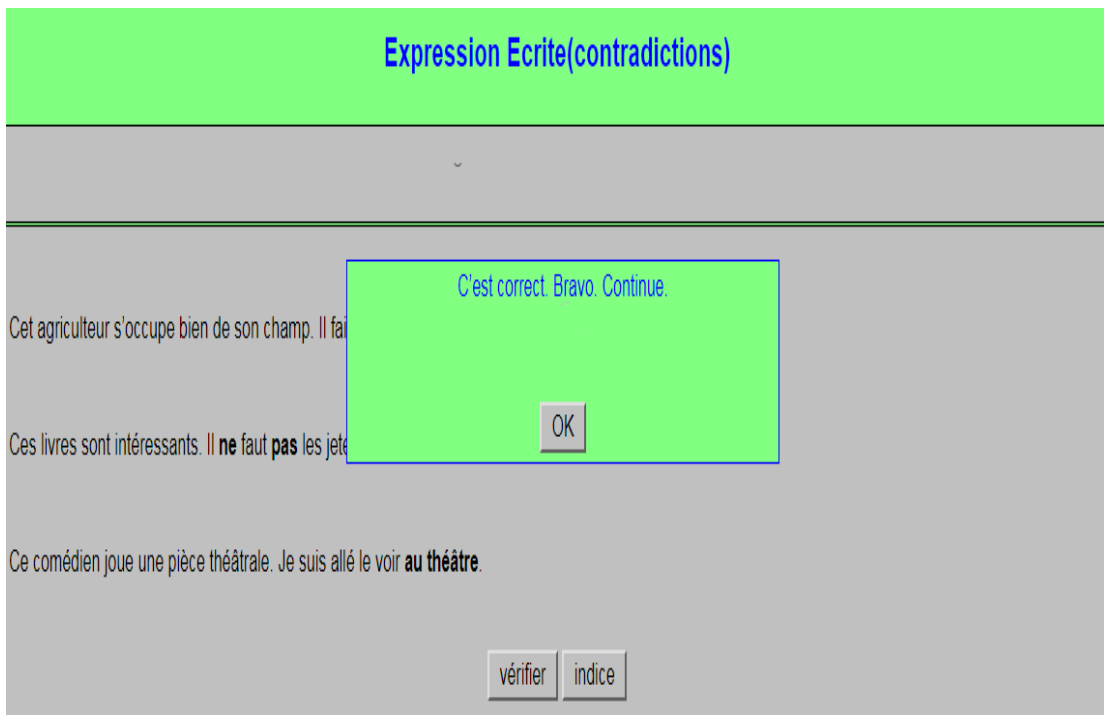 Expression Ecrite(contradictions)
C'est correct. Bravo. Continue.
Cet agriculteur s'occupe bien de son champ. Il fai
OK
Ces livres sont intéressants. Il ne faut pas les jete
Ce comédien joue une pièce théâtrale. Je suis allé le voir au théâtre.
vérifier indice